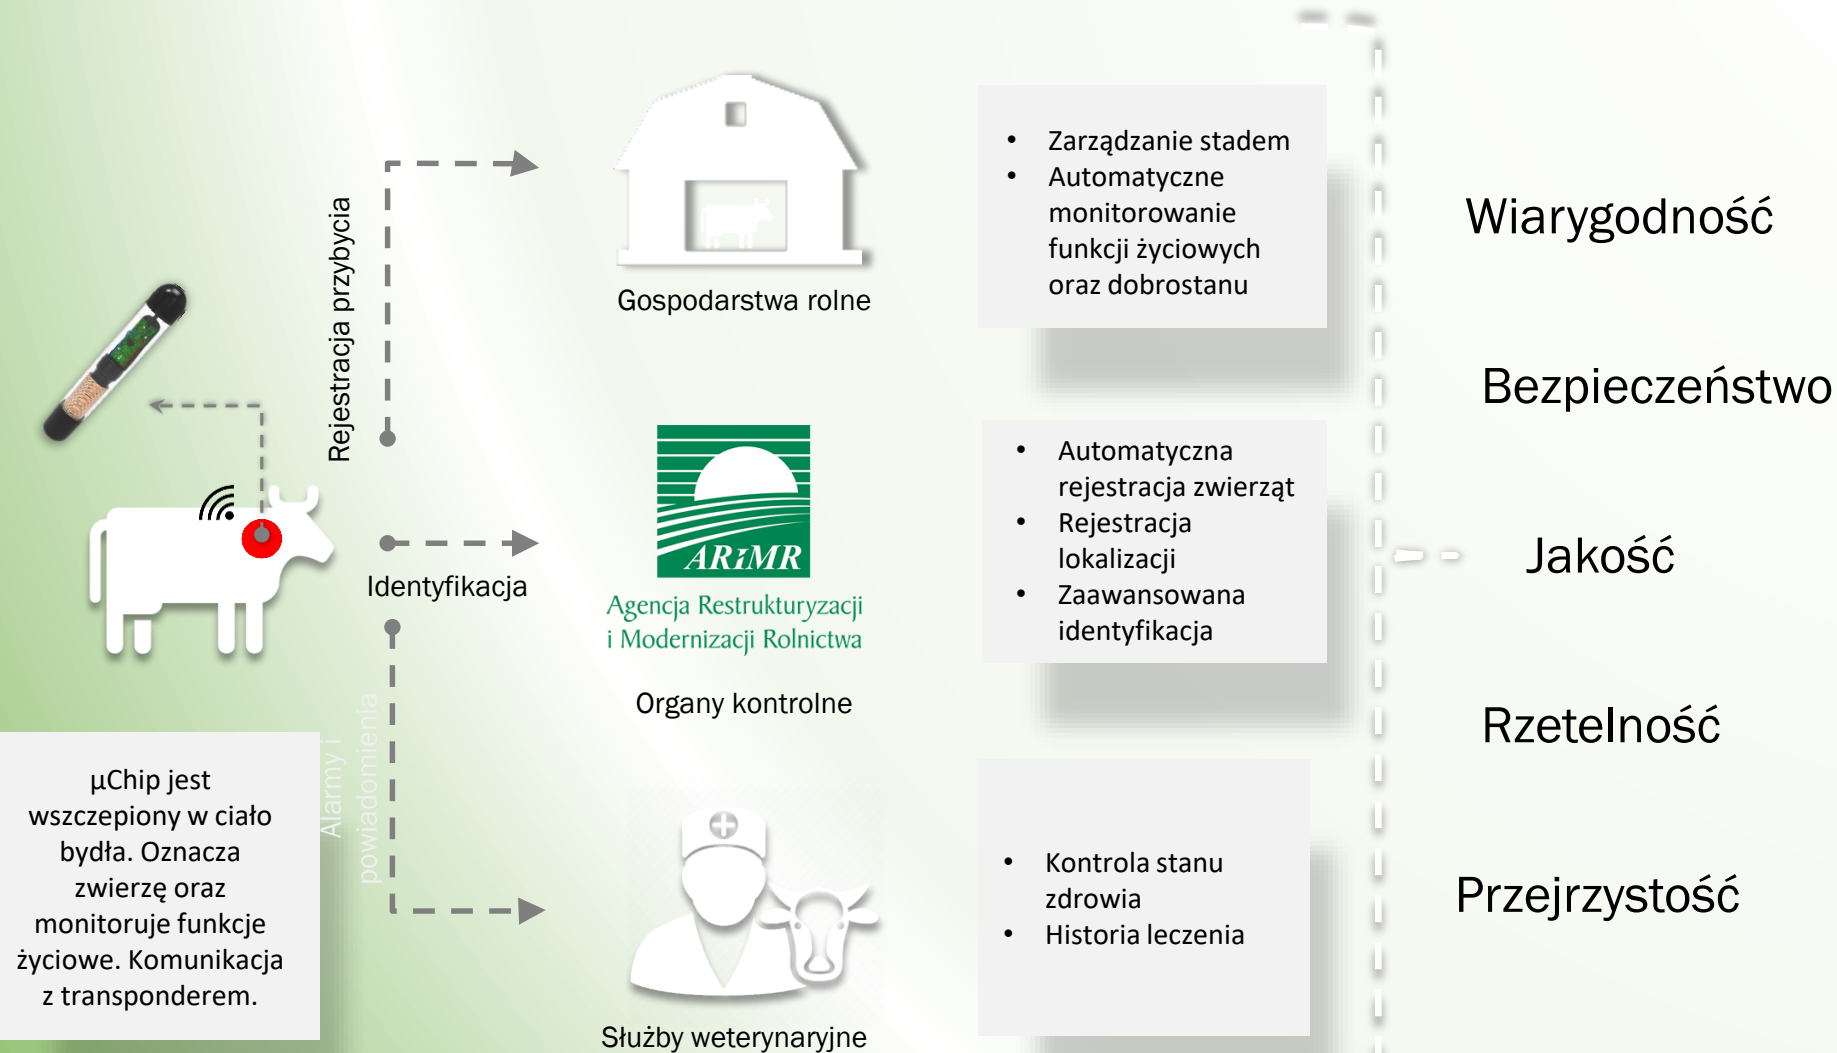 Rejestracja przybycia
Gospodarstwa rolne
• Zarządzanie stadem
• Automatyczne
monitorowanie
funkcji życiowych
oraz dobrostanu
Identyfikacja
ARiMR
Agencja Restrukturyzacji
i Modernizacji Rolnictwa
Organy kontrolne
• Automatyczna
rejestracja zwierząt
• Rejestracja
lokalizacji
• Zaawansowana
identyfikacja
Alarmy i
powiadomienia
µChip jest
wszczepiony w ciało
bydła. Oznacza
zwierzę oraz
monitoruje funkcje
życiowe. Komunikacja
z transponderem.
Służby weterynaryjne
• Kontrola stanu
zdrowia
• Historia leczenia
Wiarygodność
Bezpieczeństwo
Jakość
Rzetelność
Przejrzystość